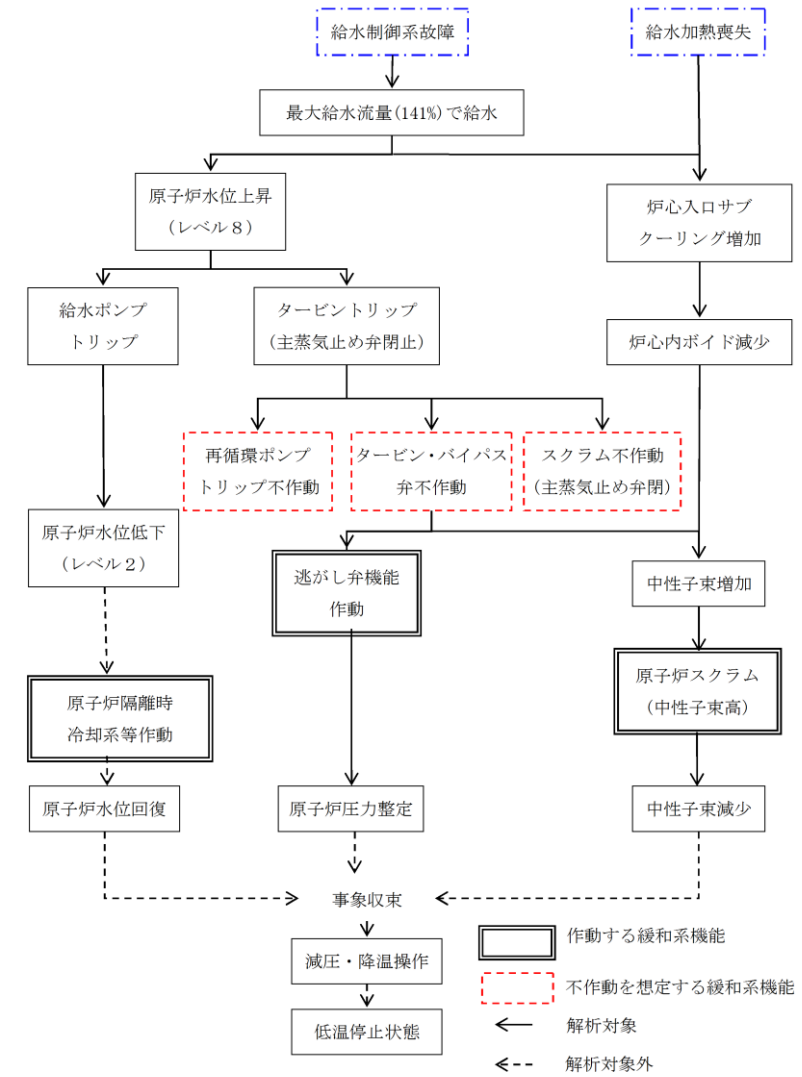 給水制御系故障
給水加熱喪失
最大給水流量(141%)で給水
原子炉水位上昇
(レベル8)
炉心入口サブ
クーリング増加
給水ポンプ
トリップ
タービントリップ
(主蒸気止め弁閉止)
炉心内ボイド減少
再循環ポンプ
トリップ不作動
タービン・バイパス
弁不作動
スクラム不作動
(主蒸気止め弁閉)
原子炉水位低下
(レベル2)
逃がし弁機能
作動
中性子束増加
原子炉隔離時
冷却系等作動
原子炉スクラム
(中性子束高)
原子炉水位回復
原子炉圧力整定
中性子束減少
事象収束
減圧・降温操作
低温停止状態
作動する緩和系機能
不作動を想定する緩和系機能
解析対象
解析対象外